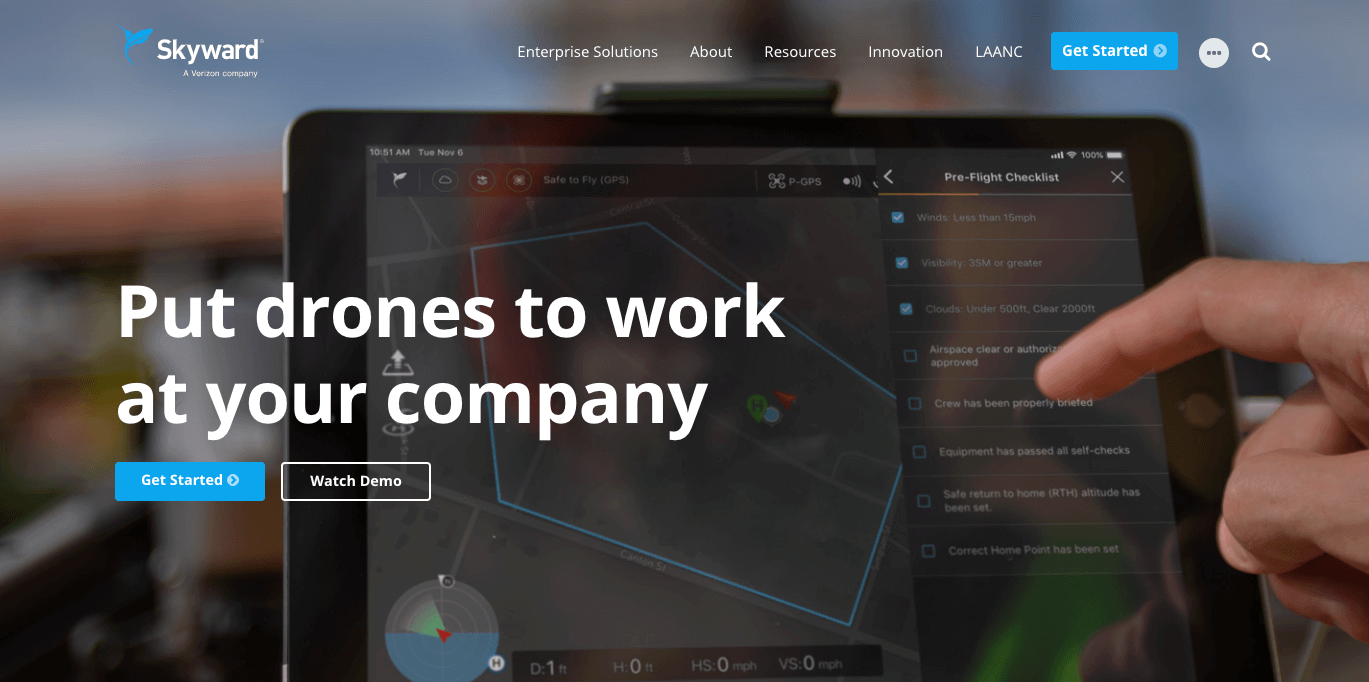 Skyward®
A Verizon company
Enterprise Solutions
About
Resources
Innovation
LAANC
Get Started
10:51 AM Tue Nov 6
100%
Safe to Fly (GPS)
P-GPS
Pre-Flight Checklist
Winds: Less than 15mph
Visibility: 3SM or greater
Clouds: Under 500ft, Clear 2000ft
Airspace clear or
approved
Crew has been properly briefed
Equipment has passed all self-checks
Safe return to home (RTH) altitude has
been set.
Correct Home Point has been set
Put drones to work
at your company
Get Started
Watch Demo
Central St
H
Canton St
H
D:1 ft
H:0 ft
HS:0 mph
VS:0 mph